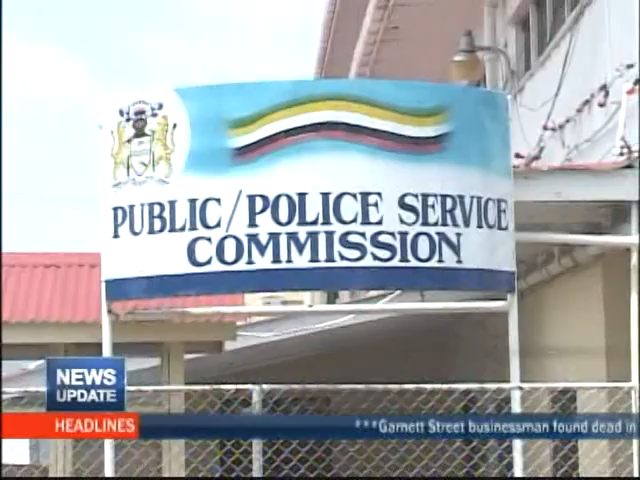 PUBLIC/POLICE SERVICE
COMMISSION
NEWS
UPDATE
HEADLINES
***Garnett Street businessman found dead in